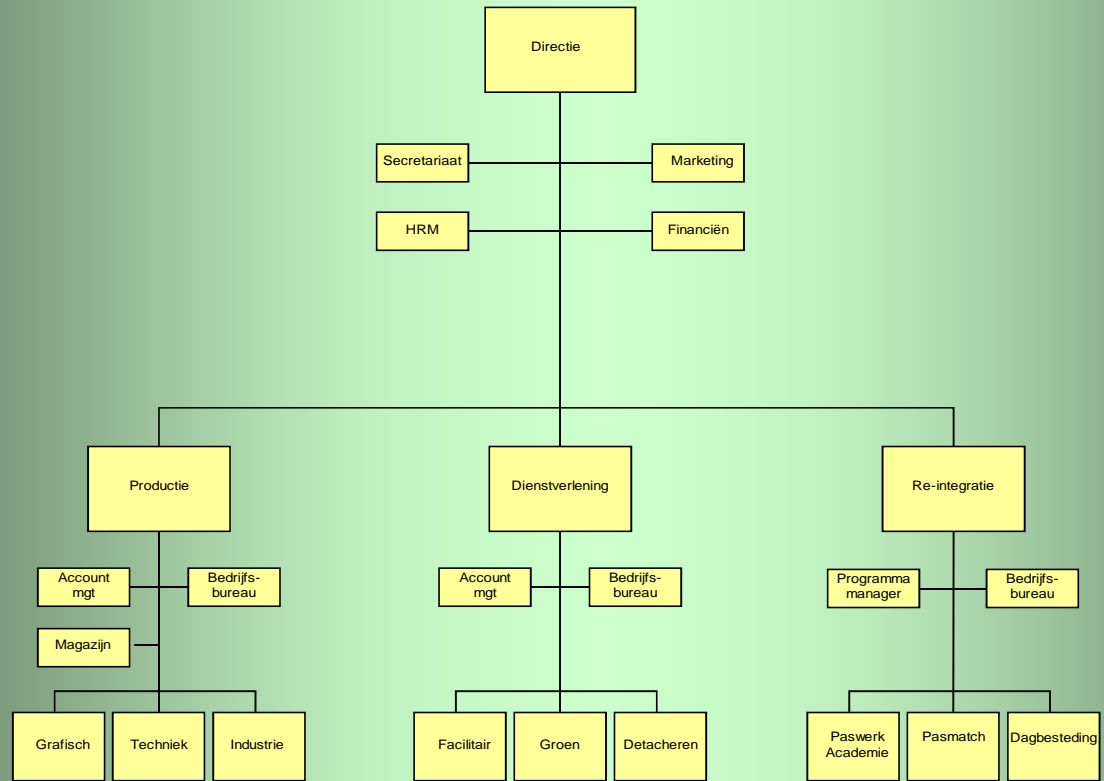 Directie
Secretariaat
Marketing
HRM
Financiën
Productie
Dienstverlening
Re-integratie
Account
mgt
Bedrijfs-
bureau
Account
mgt
Bedrijfs-
bureau
Programma
manager
Bedrijfs-
bureau
Magazijn
Grafisch
Techniek
Industrie
Facilitair
Groen
Detacheren
Paswerk
Academie
Pasmatch
Dagbesteding